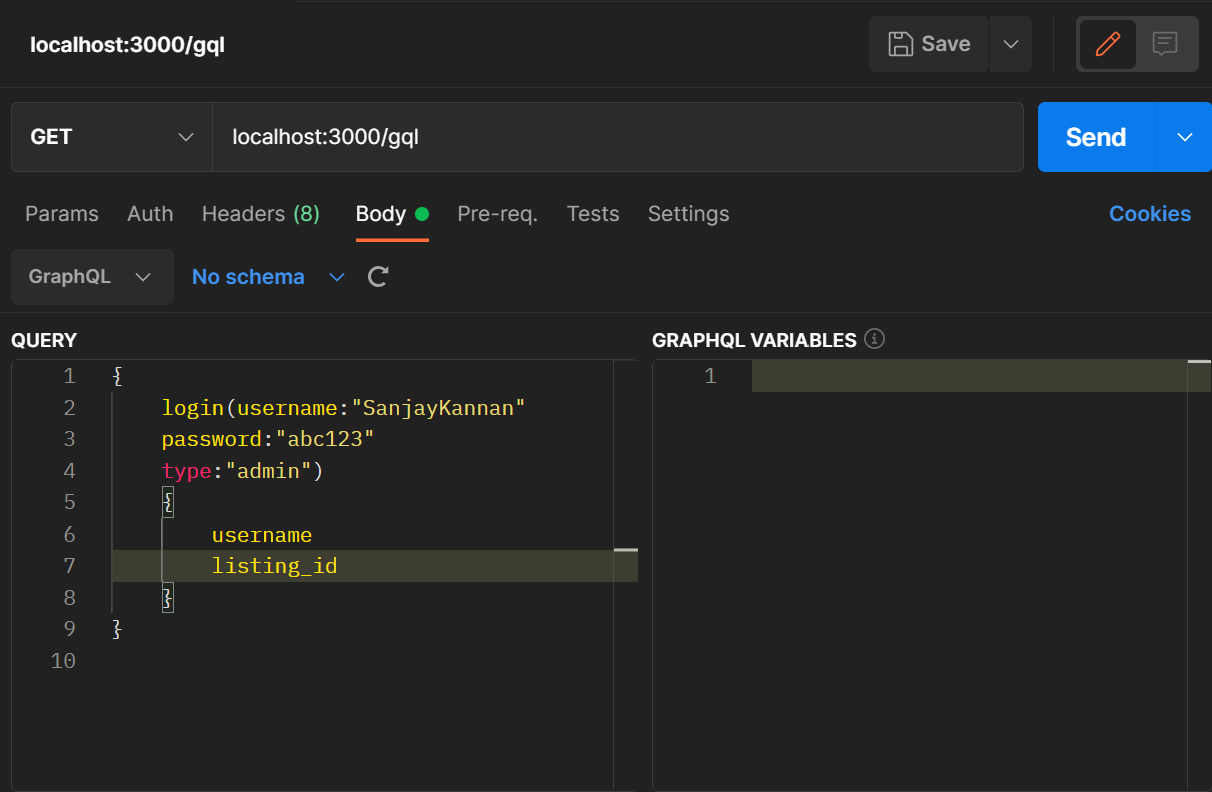 localhost:3000/gql
Save
GET
localhost:3000/gql
Send
Params Auth Headers (8) Body Pre-req. Tests Settings Cookies
GraphQL No schema
QUERY
1 {
2 login(username:"SanjayKannan"
3 password:"abc123"
4 type:"admin")
5 {
6 username
7 listing_id
8 }
9 }
10
GRAPHQL VARIABLES
1